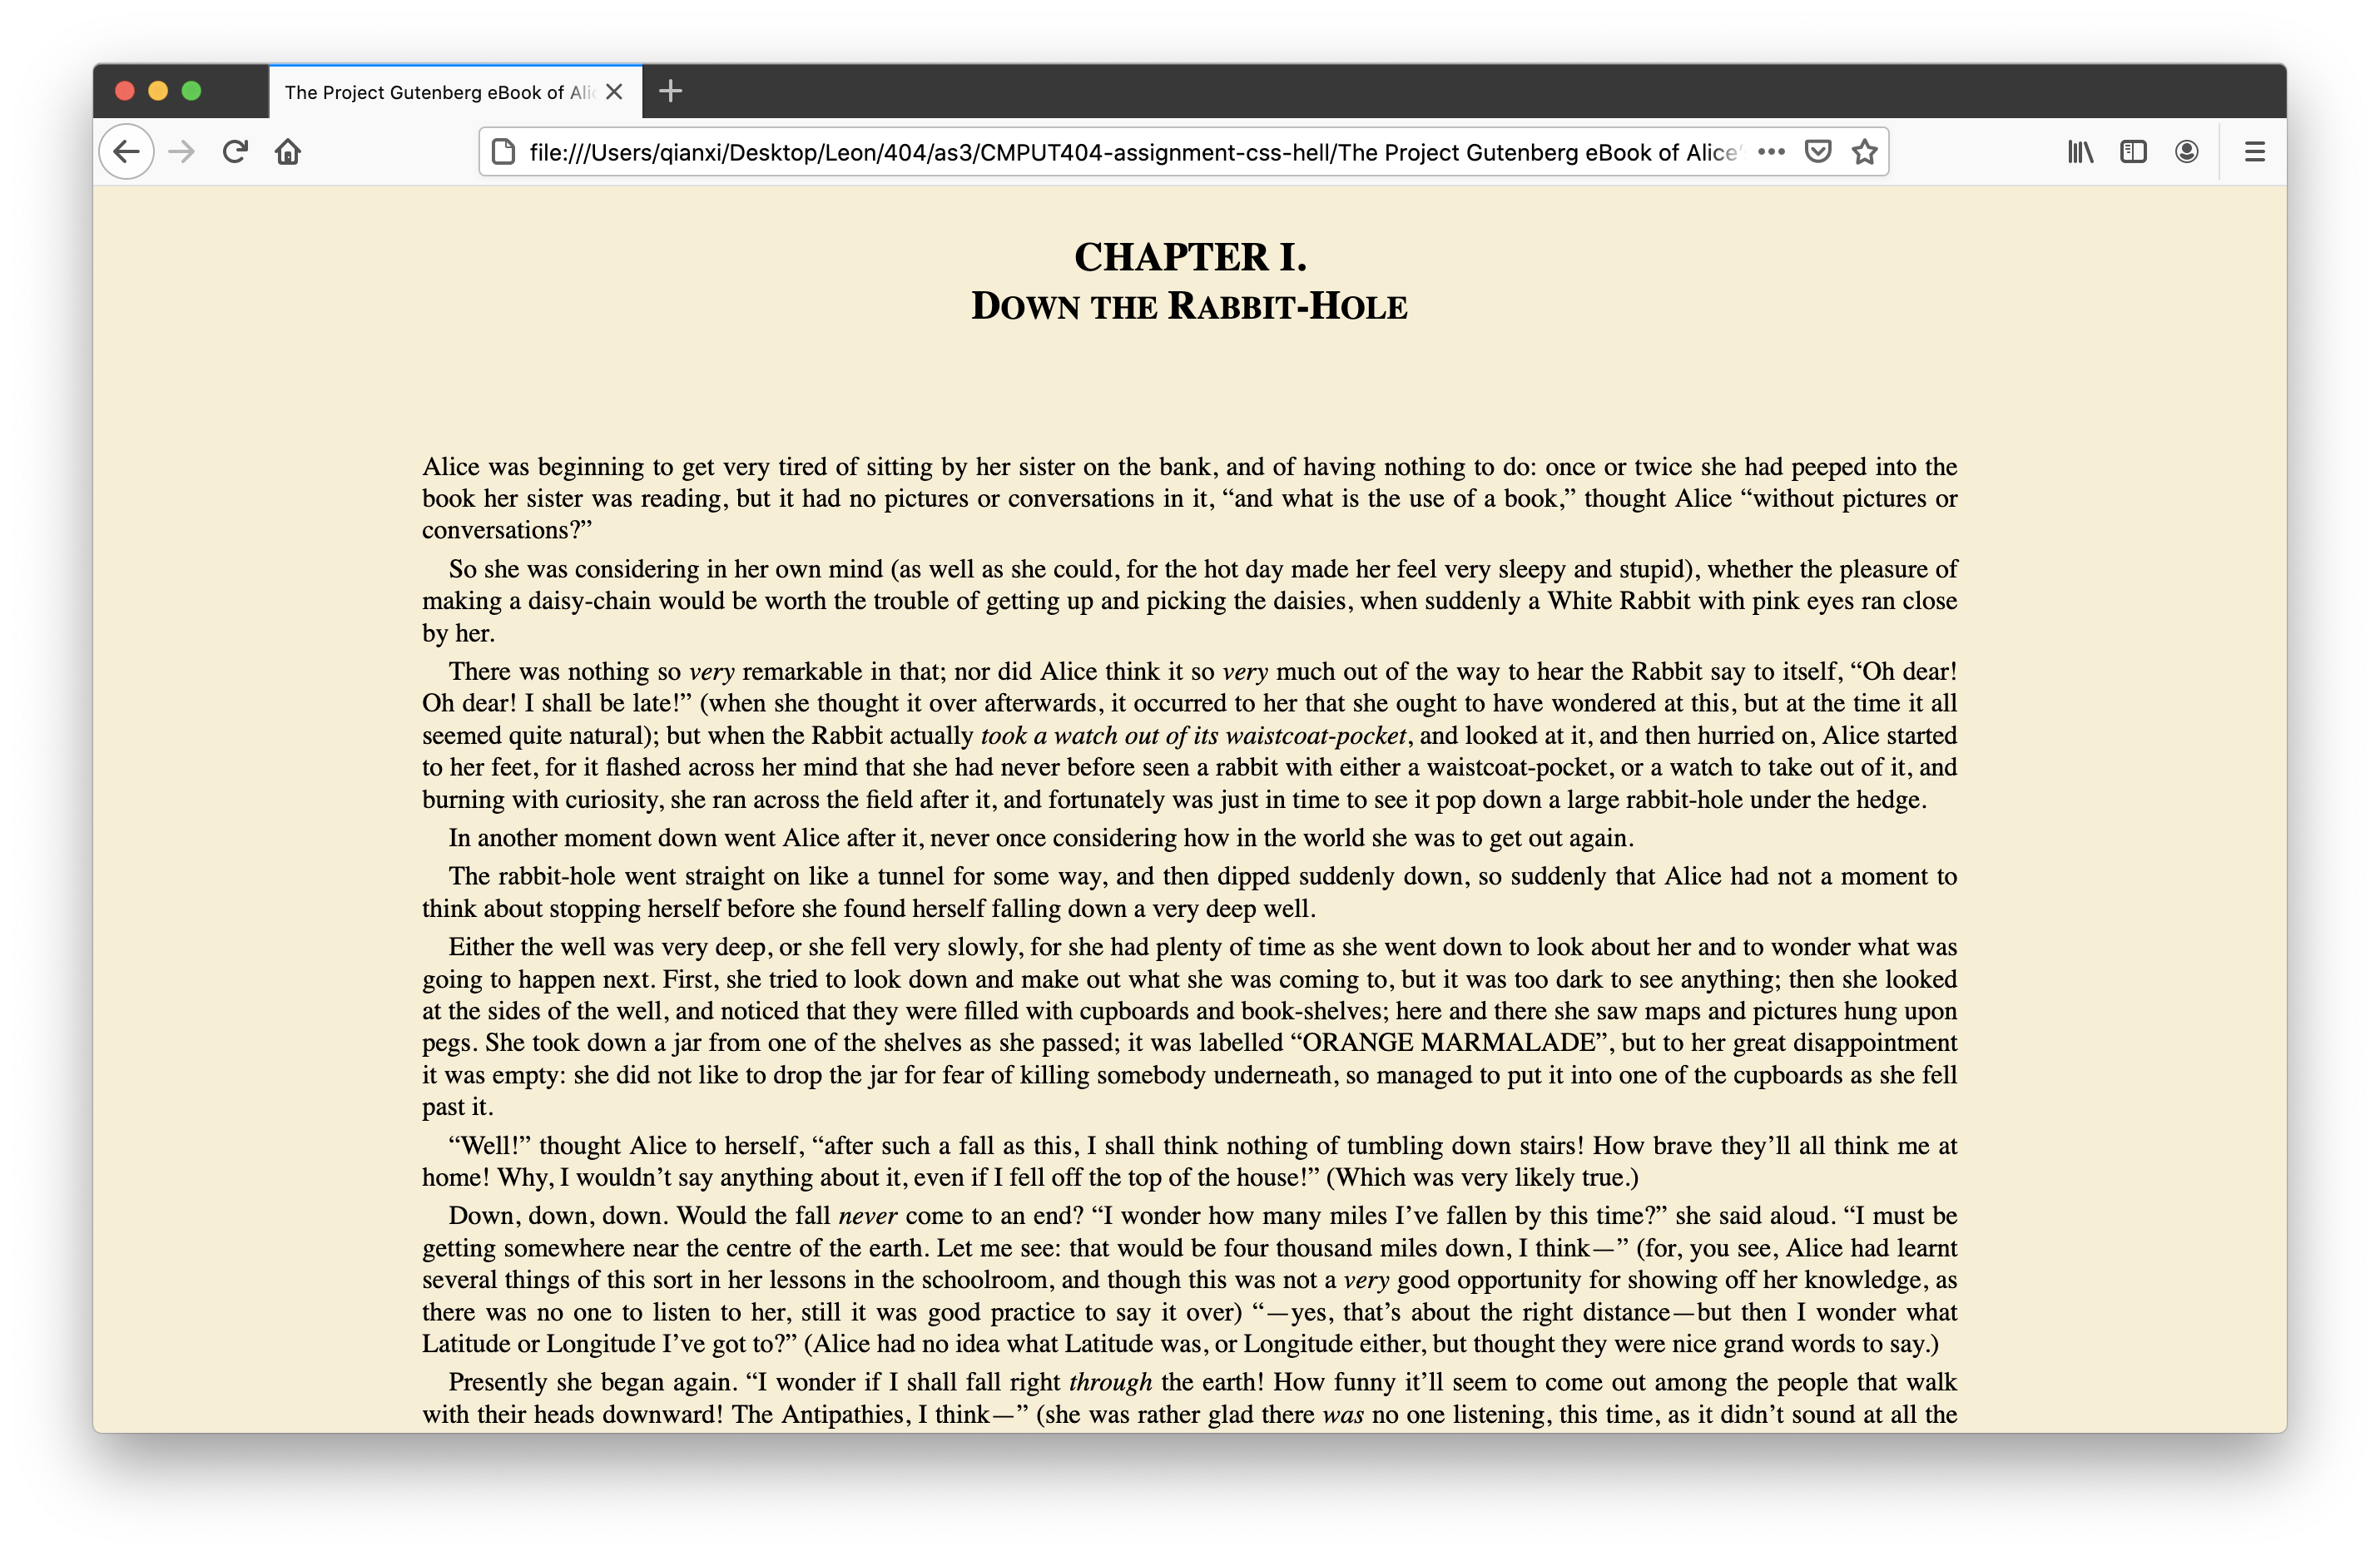 The Project Gutenberg eBook of Alic
file:///Users/qianxi/Desktop/Leon/404/as3/CMPUT404-assignment-css-hell/The Project Gutenberg eBook of Alice’
CHAPTER I.
DOWN THE RABBIT-HOLE
Alice was beginning to get very tired of sitting by her sister on the bank, and of having nothing to do: once or twice she had peeped into the
book her sister was reading, but it had no pictures or conversations in it, “and what is the use of a book,” thought Alice “without pictures or
conversations?”
So she was considering in her own mind (as well as she could, for the hot day made her feel very sleepy and stupid), whether the pleasure of
making a daisy-chain would be worth the trouble of getting up and picking the daisies, when suddenly a White Rabbit with pink eyes ran close
by her.
There was nothing so very remarkable in that; nor did Alice think it so very much out of the way to hear the Rabbit say to itself, “Oh dear!
Oh dear! I shall be late!” (when she thought it over afterwards, it occurred to her that she ought to have wondered at this, but at the time it all
seemed quite natural); but when the Rabbit actually took a watch out of its waistcoat-pocket, and looked at it, and then hurried on, Alice started
to her feet, for it flashed across her mind that she had never before seen a rabbit with either a waistcoat-pocket, or a watch to take out of it, and
burning with curiosity, she ran across the field after it, and fortunately was just in time to see it pop down a large rabbit-hole under the hedge.
In another moment down went Alice after it, never once considering how in the world she was to get out again.
The rabbit-hole went straight on like a tunnel for some way, and then dipped suddenly down, so suddenly that Alice had not a moment to
think about stopping herself before she found herself falling down a very deep well.
Either the well was very deep, or she fell very slowly, for she had plenty of time as she went down to look about her and to wonder what was
going to happen next. First, she tried to look down and make out what she was coming to, but it was too dark to see anything; then she looked
at the sides of the well, and noticed that they were filled with cupboards and book-shelves; here and there she saw maps and pictures hung upon
pegs. She took down a jar from one of the shelves as she passed; it was labelled “ORANGE MARMALADE”, but to her great disappointment
it was empty: she did not like to drop the jar for fear of killing somebody underneath, so managed to put it into one of the cupboards as she fell
past it.
“Well!” thought Alice to herself, “after such a fall as this, I shall think nothing of tumbling down stairs! How brave they’ll all think me at
home! Why, I wouldn’t say anything about it, even if I fell off the top of the house!” (Which was very likely true.)
Down, down, down. Would the fall never come to an end? “I wonder how many miles I’ve fallen by this time?” she said aloud. “I must be
getting somewhere near the centre of the earth. Let me see: that would be four thousand miles down, I think—” (for, you see, Alice had learnt
several things of this sort in her lessons in the schoolroom, and though this was not a very good opportunity for showing off her knowledge, as
there was no one to listen to her, still it was good practice to say it over) “—yes, that’s about the right distance—but then I wonder what
Latitude or Longitude I’ve got to?” (Alice had no idea what Latitude was, or Longitude either, but thought they were nice grand words to say.)
Presently she began again. “I wonder if I shall fall right through the earth! How funny it’ll seem to come out among the people that walk
with their heads downward! The Antipathies, I think—” (she was rather glad there was no one listening, this time, as it didn’t sound at all the